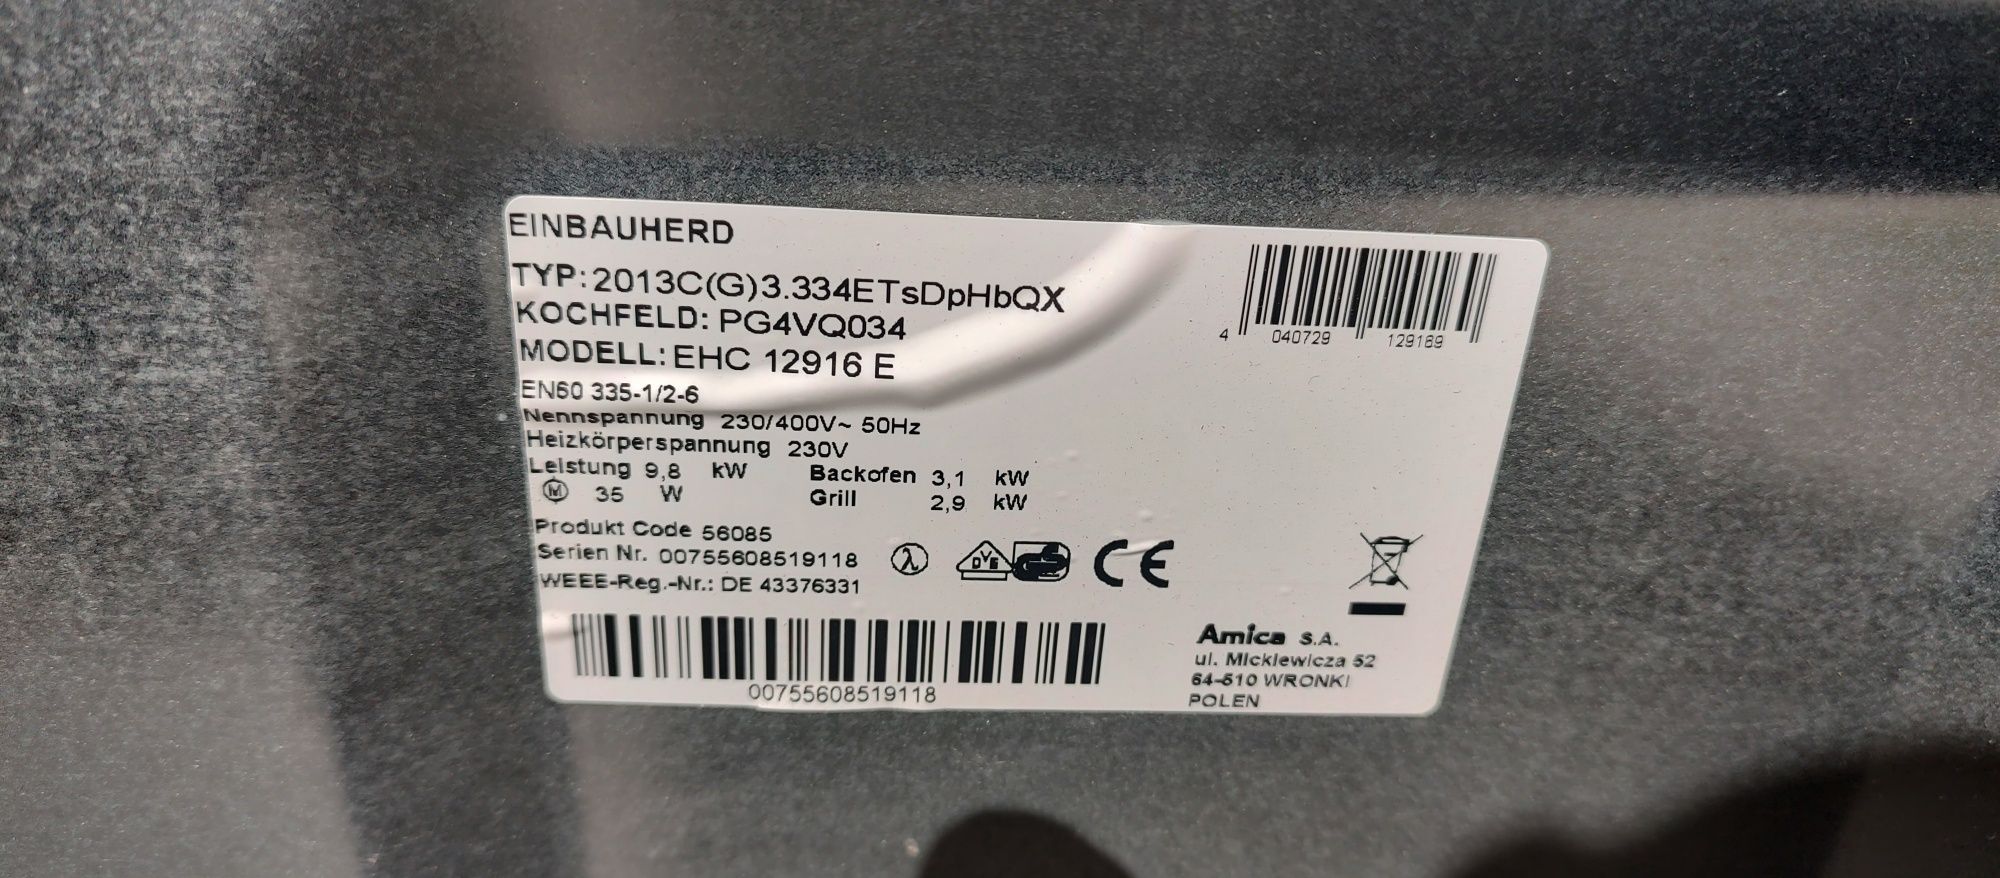 EINBAUHERD
TYP: 2013C(G)3.334ETsDpHbQX
KOCHFELD: PG4VQ034
MODELL: EHC 12916 E
EN60 335-1/2-6
Nennspannung 230/400V~ 50Hz
Heizkörperspannung 230V
Leistung 9,8 kW Backofen 3,1 kW
M 35 W Grill 2,9 kW
Produkt Code 56085
Serien Nr. 00755608519118
WEEE-Reg.-Nr.: DE 43376331
00755608519118
4 040729 129169
DVE GS CE
Amica S.A.
ul. Mickiewicza 52
64-510 WRONKI
POLEN